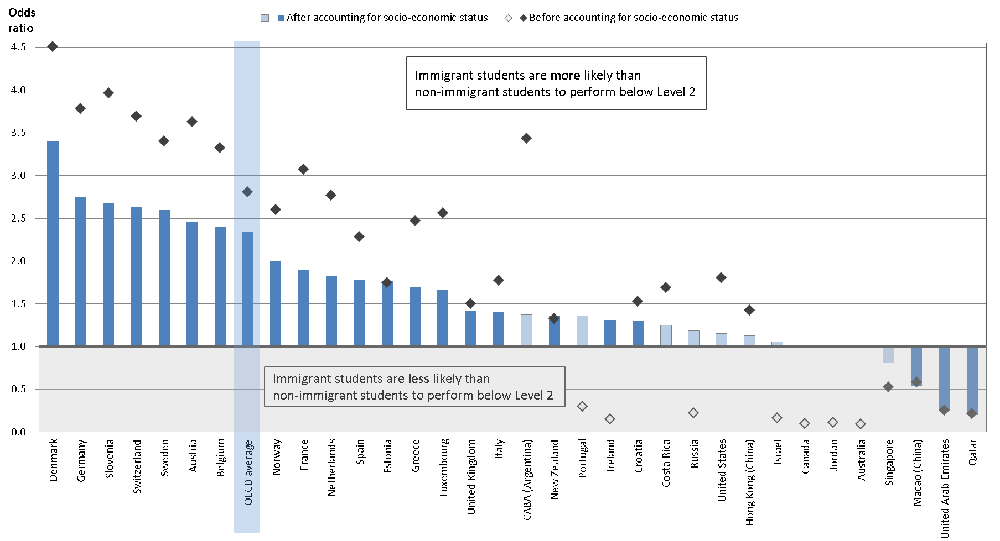 Odds
ratio
After accounting for socio-economic status
Before accounting for socio-economic status
4.5
4.0
3.5
3.0
2.5
2.0
1.5
1.0
0.5
0.0
Immigrant students are more likely than
non-immigrant students to perform below Level 2
Immigrant students are less likely than
non-immigrant students to perform below Level 2
Denmark
Germany
Slovenia
Switzerland
Sweden
Austria
Belgium
OECD average
Norway
France
Netherlands
Spain
Estonia
Greece
Luxembourg
United Kingdom
Italy
CABA (Argentina)
New Zealand
Portugal
Ireland
Croatia
Costa Rica
Russia
United States
Hong Kong (China)
Israel
Canada
Jordan
Australia
Singapore
Macao (China)
United Arab Emirates
Qatar